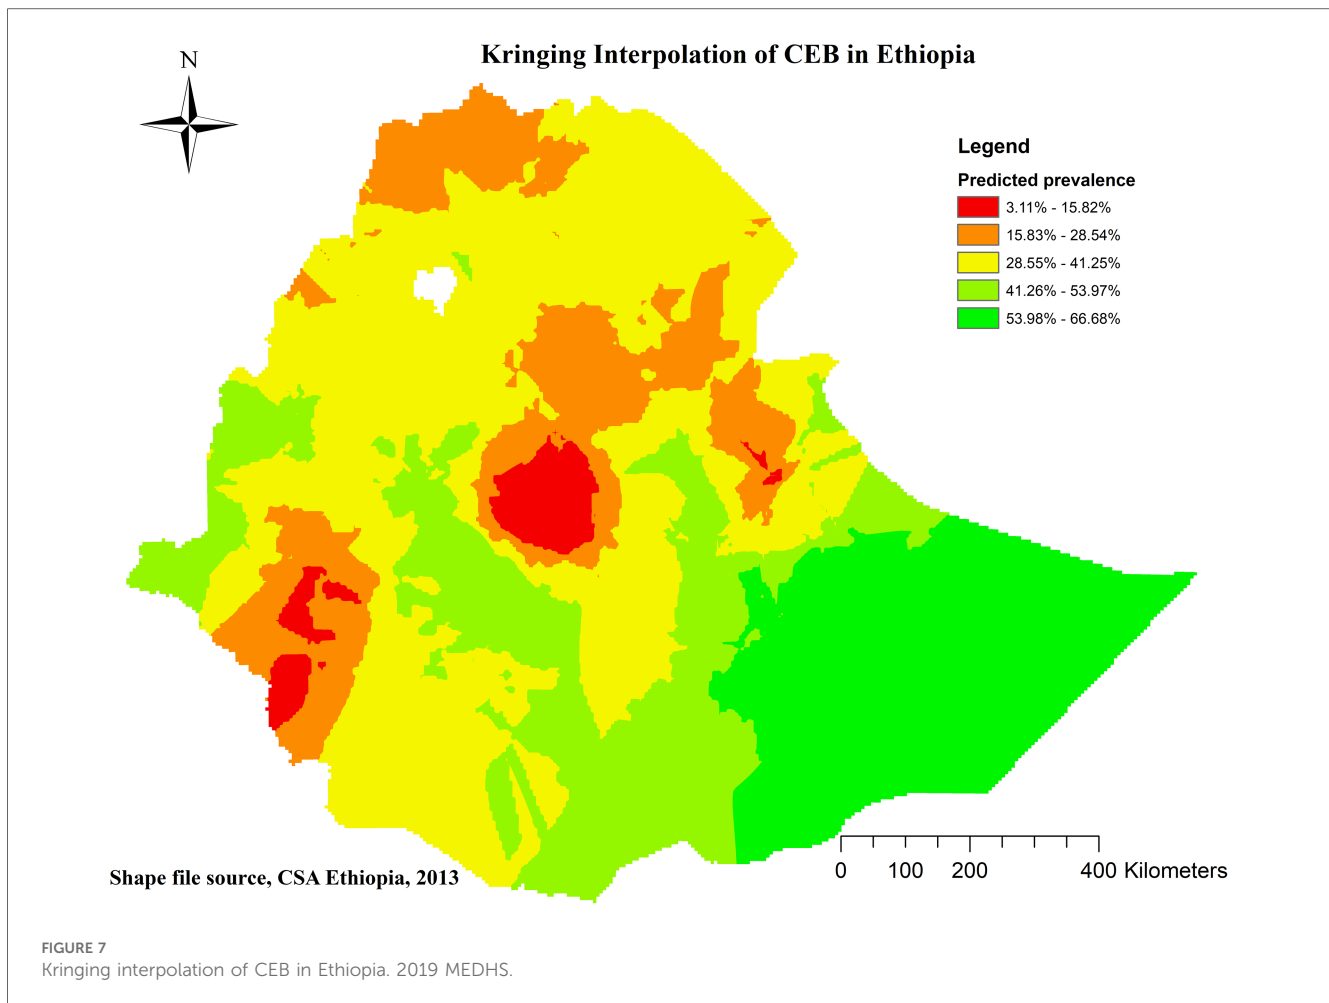 Kringing Interpolation of CEB in Ethiopia
N
Legend
Predicted prevalence
3.11% - 15.82%
15.83% - 28.54%
28.55% - 41.25%
41.26% - 53.97%
53.98% - 66.68%
0 100 200 400 Kilometers
Shape file source, CSA Ethiopia, 2013
FIGURE 7
Kringing interpolation of CEB in Ethiopia. 2019 MEDHS.